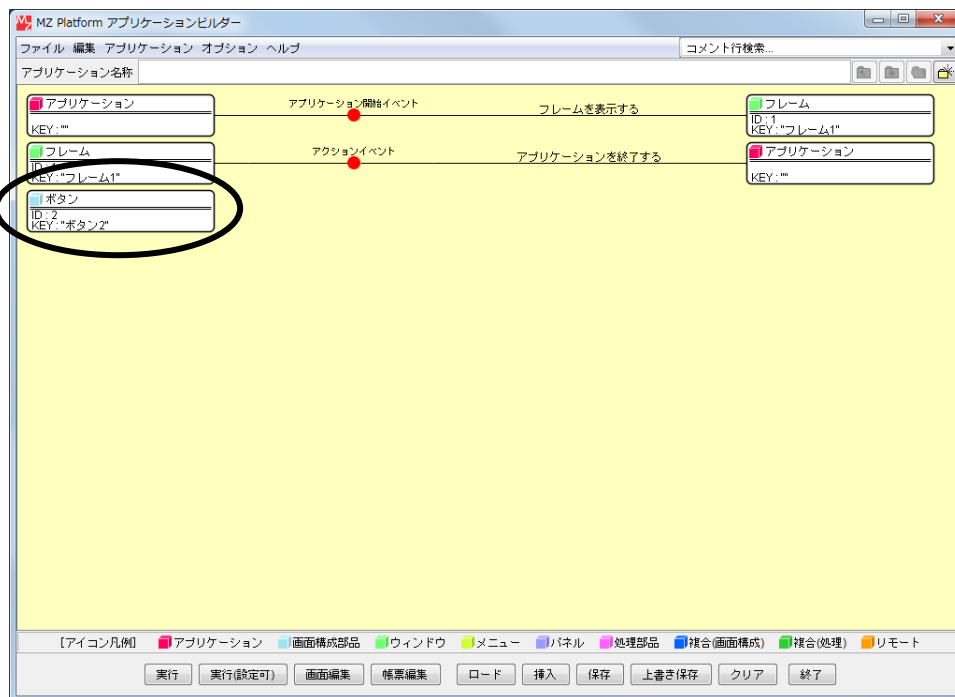 MZ Platform アプリケーションビルダー
ファイル 編集 アプリケーション オプション ヘルプ
コメント行検索...
アプリケーション名称
アプリケーション
KEY:""
アプリケーション開始イベント
フレームを表示する
フレーム
ID:1
KEY:"フレーム1"
フレーム
ID:1
KEY:"フレーム1"
アクションイベント
アプリケーションを終了する
アプリケーション
KEY:""
ボタン
ID:2
KEY:"ボタン2"
[アイコン凡例] アプリケーション 画面構成部品 ウィンドウ メニュー パネル 処理部品 複合(画面構成) 複合(処理) リモート
実行 実行(設定可) 画面編集 帳票編集 ロード 挿入 保存 上書き保存 クリア 終了